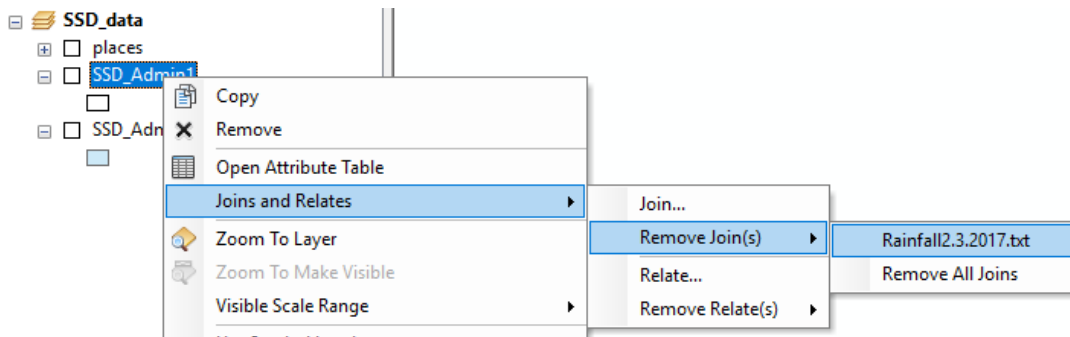 SSD_data
places
SSD_Admin1
SSD_Adn
Copy
Remove
Open Attribute Table
Joins and Relates
Zoom To Layer
Zoom To Make Visible
Visible Scale Range
Join...
Remove Join(s)
Relate...
Remove Relate(s)
Rainfall2.3.2017.txt
Remove All Joins